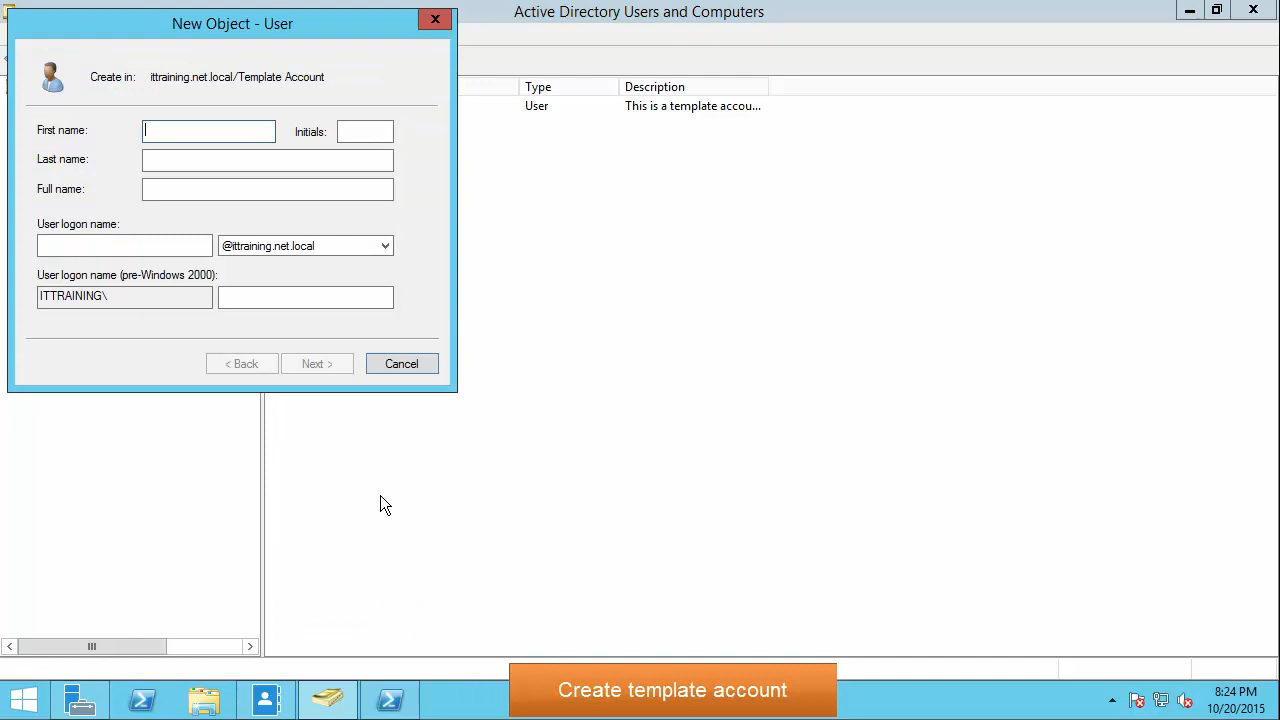 Active Directory Users and Computers
New Object - User
Create in: ittraining.net.local/Template Account
Type Description
User This is a template accou...
First name: Initials:
Last name:
Full name:
User logon name:
@ittraining.net.local
User logon name (pre-Windows 2000):
ITTRAINING\
< Back Next > Cancel
Create template account
8:24 PM
10/20/2015